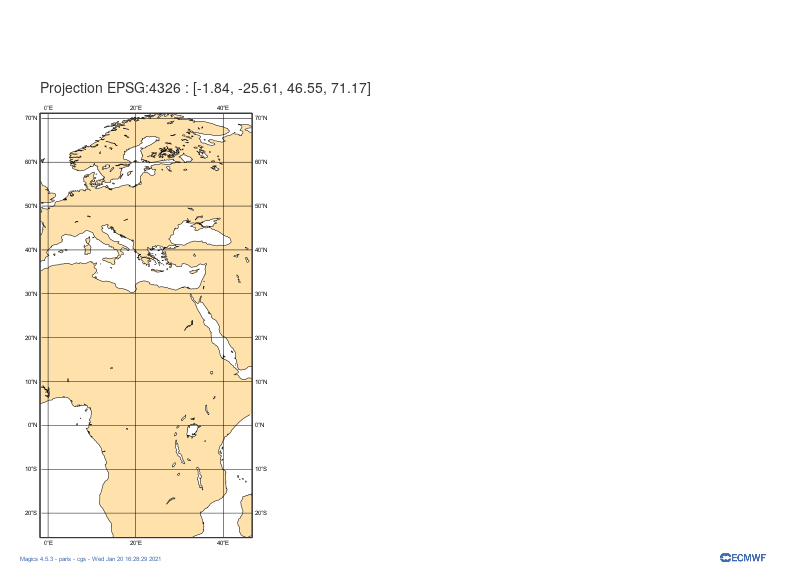 Projection EPSG:4326 : [-1.84, -25.61, 46.55, 71.17]
0°E 20°E 40°E
70°N 70°N
60°N 60°N
50°N 50°N
40°N 40°N
30°N 30°N
20°N 20°N
10°N 10°N
0°N 0°N
10°S 10°S
20°S 20°S
0°E 20°E 40°E
Magics 4.5.3 - paris - cgs - Wed Jan 20 16:28:29 2021
ECMWF